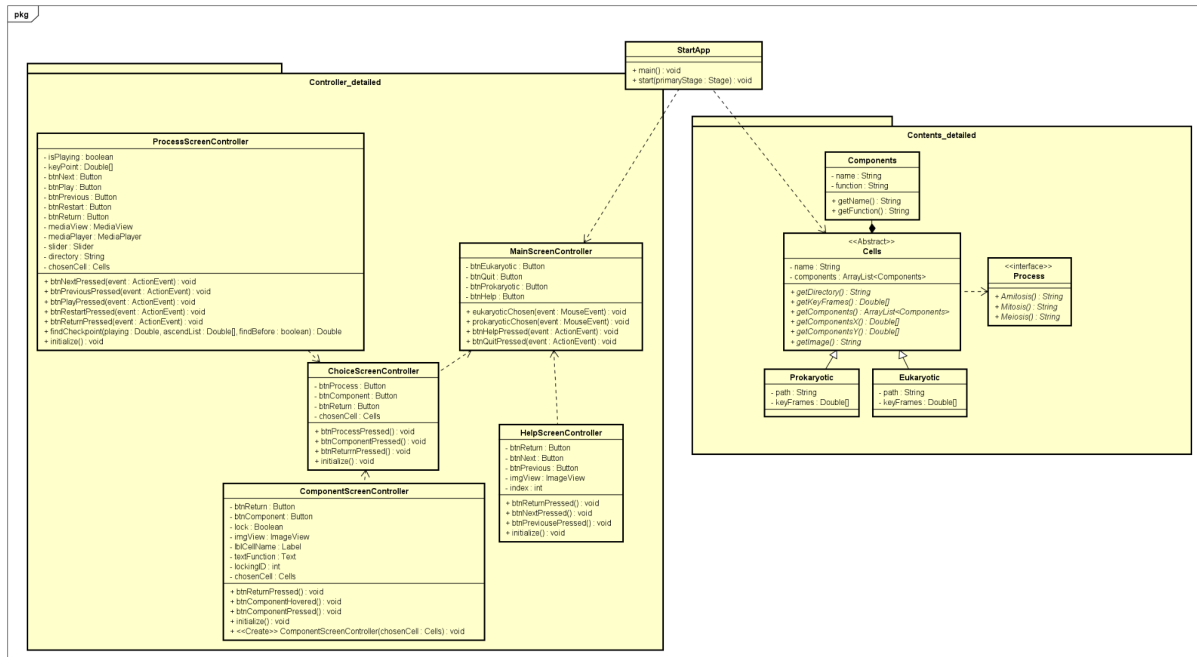 pkg
StartApp
+ main() : void
+ start(primaryStage : Stage) : void
Controller_detailed
ProcessScreenController
- isPlaying : boolean
- keyPoint : Double[]
- btnNext : Button
- btnPlay : Button
- btnPrevious : Button
- btnRestart : Button
- btnReturn : Button
- mediaView : MediaView
- mediaPlayer : MediaPlayer
- slider : Slider
- directory : String
- chosenCell : Cells
+ btnNextPressed(event : ActionEvent) : void
+ btnPreviousPressed(event : ActionEvent) : void
+ btnPlayPressed(event : ActionEvent) : void
+ btnRestartPressed(event : ActionEvent) : void
+ btnReturnPressed(event : ActionEvent) : void
+ findCheckpoint(playing : Double, ascendList : Double[], findBefore : boolean) : Double
+ initialize() : void
MainScreenController
- btnEukaryotic : Button
- btnQuit : Button
- btnProkaryotic : Button
- btnHelp : Button
+ eukaryoticChosen(event : MouseEvent) : void
+ prokaryoticChosen(event : MouseEvent) : void
+ btnHelpPressed(event : ActionEvent) : void
+ btnQuitPressed(event : ActionEvent) : void
ChoiceScreenController
- btnProcess : Button
- btnComponent : Button
- btnReturn : Button
- chosenCell : Cells
+ btnProcessPressed() : void
+ btnComponentPressed() : void
+ btnReturrnPressed() : void
+ initialize() : void
HelpScreenController
- btnReturn : Button
- btnNext : Button
- btnPrevious : Button
- imgView : ImageView
- index : int
+ btnReturnPressed() : void
+ btnNextPressed() : void
+ btnPreviousePressed() : void
+ initialize() : void
ComponentScreenController
- btnReturn : Button
- btnComponent : Button
- lock : Boolean
- imgView : ImageView
- lblCellName : Label
- textFunction : Text
- lockingID : int
- chosenCell : Cells
+ btnReturnPressed() : void
+ btnComponentHovered() : void
+ btnComponentPressed() : void
+ initialize() : void
+ <<Create>> ComponentScreenController(chosenCell : Cells) : void
Contents_detailed
Components
- name : String
- function : String
+ getName() : String
+ getFunction() : String
<<Abstract>>
Cells
- name : String
- components : ArrayList<Components>
+ getDirectory() : String
+ getKeyFrames() : Double[]
+ getComponents() : ArrayList<Components>
+ getComponentsX() : Double[]
+ getComponentsY() : Double[]
+ getImage() : String
<<interface>>
Process
+ Amitosis() : String
+ Mitosis() : String
+ Meiosis() : String
Prokaryotic
- path : String
- keyFrames : Double[]
Eukaryotic
- path : String
- keyFrames : Double[]